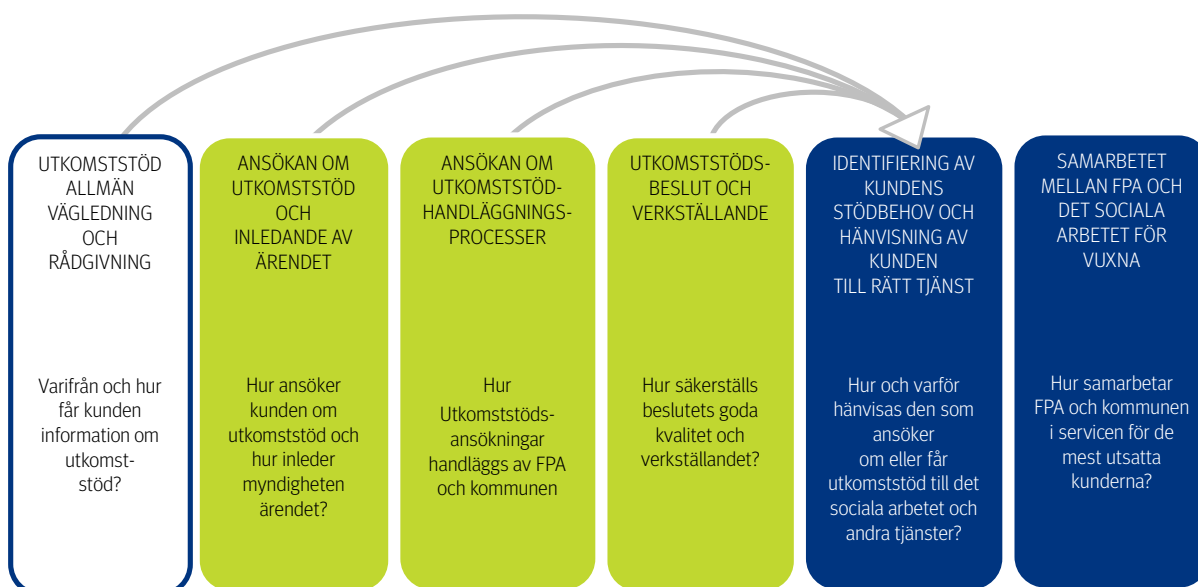 UTKOMSTSTÖD
ALLMÄN
VÄGLEDNING
OCH
RÅDGIVNING
Varifrån och hur
får kunden
information om
utkomst-
stöd?
ANSÖKAN OM
UTKOMSTSTÖD
OCH
INLEDANDE AV
ÄRENDET
Hur ansöker
kunden om
utkomststöd och
hur inleder
myndigheten
ärendet?
ANSÖKAN OM
UTKOMSTSTÖD-
HANDLÄGGNINGS-
PROCESSER
Hur
Utkomststöds-
ansökningar
handläggs av FPA
och kommunen
UTKOMSTSTÖDS-
BESLUT OCH
VERKSTÄLLANDE
Hur säkerställs
beslutets goda
kvalitet och
verkställandet?
IDENTIFIERING AV
KUNDENS
STÖDBEHOV OCH
HÄNVISNING AV
KUNDEN
TILL RÄTT TJÄNST
Hur och varför
hänvisas den som
ansöker
om eller får
utkomststöd till det
sociala arbetet och
andra tjänster?
SAMARBETET
MELLAN FPA OCH
DET SOCIALA
ARBETET FÖR
VUXNA
Hur samarbetar
FPA och kommunen
i servicen för de
mest utsatta
kunderna?